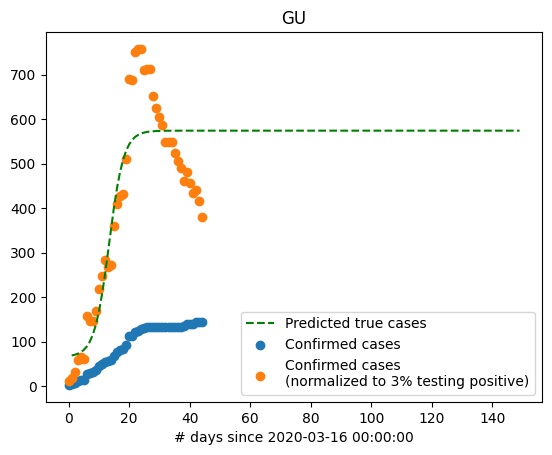 GU
700
600
500
400
300
200
100
0
Predicted true cases
Confirmed cases
Confirmed cases
(normalized to 3% testing positive)
0 20 40 60 80 100 120 140
# days since 2020-03-16 00:00:00